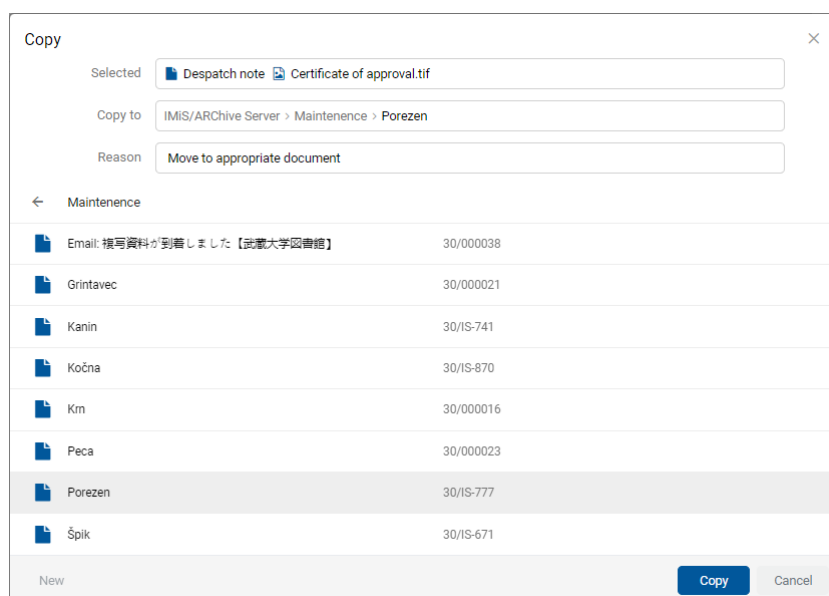 Copy
Selected Despatch note Certificate of approval.tif
Copy to IMiS/ARChive Server > Maintenence > Porezen
Reason Move to appropriate document
Maintenence
Email: 複写資料が到着しました【武蔵大学図書館】 30/000038
Grintavec 30/000021
Kanin 30/IS-741
Kočna 30/IS-870
Krn 30/000016
Peca 30/000023
Porezen 30/IS-777
Špik 30/IS-671
New Copy Cancel